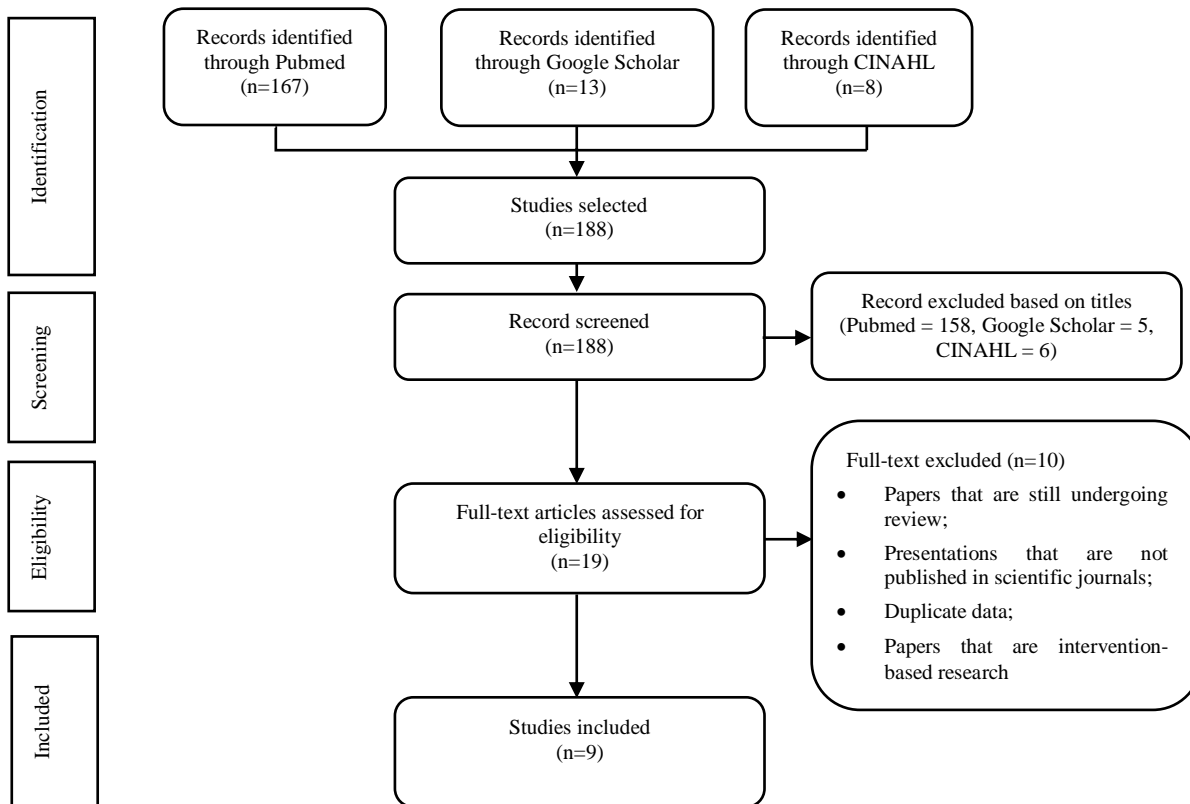 Identification
Records identified
through Pubmed
(n=167)
Records identified
through Google Scholar
(n=13)
Records identified
through CINAHL
(n=8)
Studies selected
(n=188)
Screening
Record screened
(n=188)
Record excluded based on titles
(Pubmed = 158, Google Scholar = 5,
CINAHL = 6)
Eligibility
Full-text articles assessed for
eligibility
(n=19)
Full-text excluded (n=10)
• Papers that are still undergoing
review;
• Presentations that are not
published in scientific journals;
• Duplicate data;
• Papers that are intervention-
based research
Included
Studies included
(n=9)